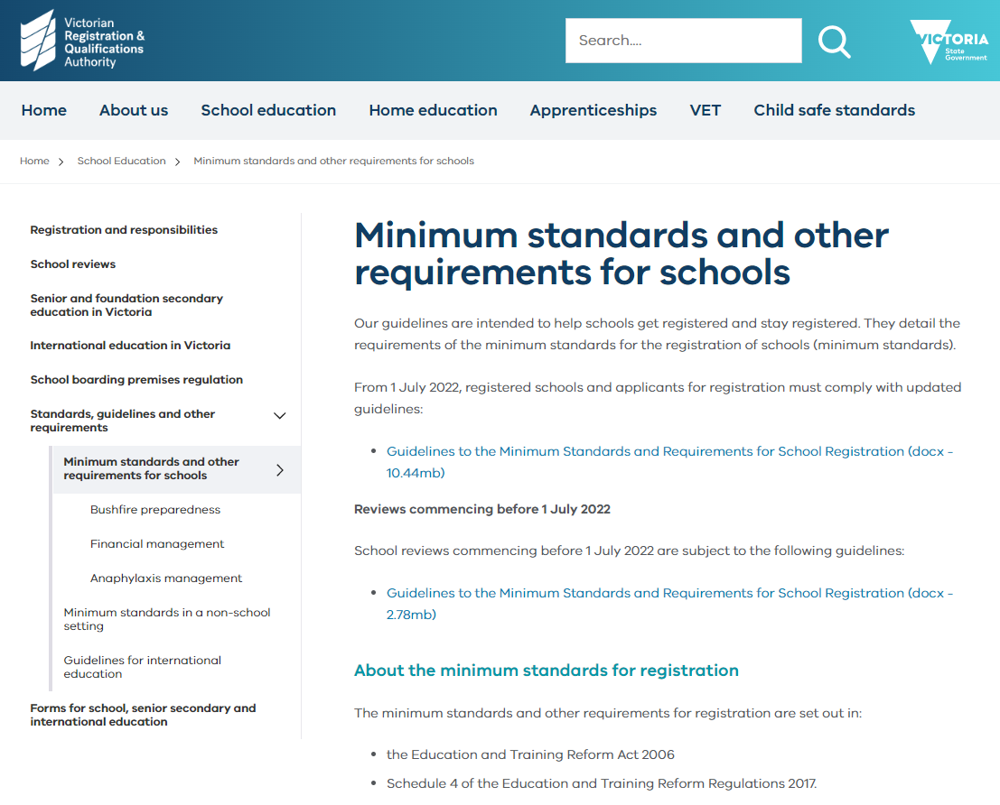 Victorian
Registration &
Qualifications
Authority
Search....
VICTORIA
State
Government
Home About us School education Home education Apprenticeships VET Child safe standards
Home School Education Minimum standards and other requirements for schools
Registration and responsibilities
School reviews
Senior and foundation secondary
education in Victoria
International education in Victoria
School boarding premises regulation
Standards, guidelines and other
requirements
Minimum standards and other
requirements for schools
Bushfire preparedness
Financial management
Anaphylaxis management
Minimum standards in a non-school
setting
Guidelines for international
education
Forms for school, senior secondary and
international education
Minimum standards and other
requirements for schools
Our guidelines are intended to help schools get registered and stay registered. They detail the
requirements of the minimum standards for the registration of schools (minimum standards).
From 1 July 2022, registered schools and applicants for registration must comply with updated
guidelines:
• Guidelines to the Minimum Standards and Requirements for School Registration (docx -
10.44mb)
Reviews commencing before 1 July 2022
School reviews commencing before 1 July 2022 are subject to the following guidelines:
• Guidelines to the Minimum Standards and Requirements for School Registration (docx -
2.78mb)
About the minimum standards for registration
The minimum standards and other requirements for registration are set out in:
• the Education and Training Reform Act 2006
• Schedule 4 of the Education and Training Reform Regulations 2017.